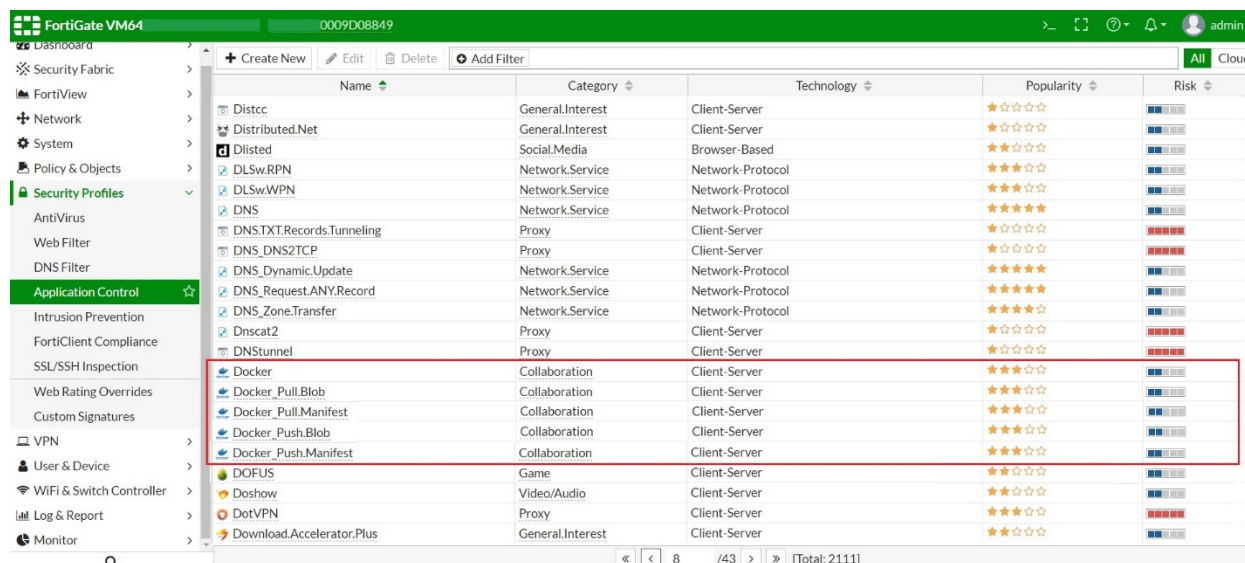 FortiGate VM64 0009D08849 >_ admin
Dashboard
Security Fabric
FortiView
Network
System
Policy & Objects
Security Profiles
AntiVirus
Web Filter
DNS Filter
Application Control
Intrusion Prevention
FortiClient Compliance
SSL/SSH Inspection
Web Rating Overrides
Custom Signatures
VPN
User & Device
WiFi & Switch Controller
Log & Report
Monitor
+ Create New Edit Delete Add Filter All Clou
Name Category Technology Popularity Risk
Distcc General.Interest Client-Server
Distributed.Net General.Interest Client-Server
d Dlisted Social.Media Browser-Based
DLSw.RPN Network.Service Network-Protocol
DLSw.WPN Network.Service Network-Protocol
DNS Network.Service Network-Protocol
DNS.TXT.Records.Tunneling Proxy Client-Server
DNS_DNS2TCP Proxy Client-Server
DNS_Dynamic.Update Network.Service Network-Protocol
DNS_Request.ANY.Record Network.Service Network-Protocol
DNS_Zone.Transfer Network.Service Network-Protocol
Dnscat2 Proxy Client-Server
DNStunnel Proxy Client-Server
Docker Collaboration Client-Server
Docker_Pull.Blob Collaboration Client-Server
Docker_Pull.Manifest Collaboration Client-Server
Docker_Push.Blob Collaboration Client-Server
Docker_Push.Manifest Collaboration Client-Server
DOFUS Game Client-Server
Doshow Video/Audio Client-Server
DotVPN Proxy Client-Server
Download.Accelerator.Plus General.Interest Client-Server
« < 8 /43 > » [Total: 2111]